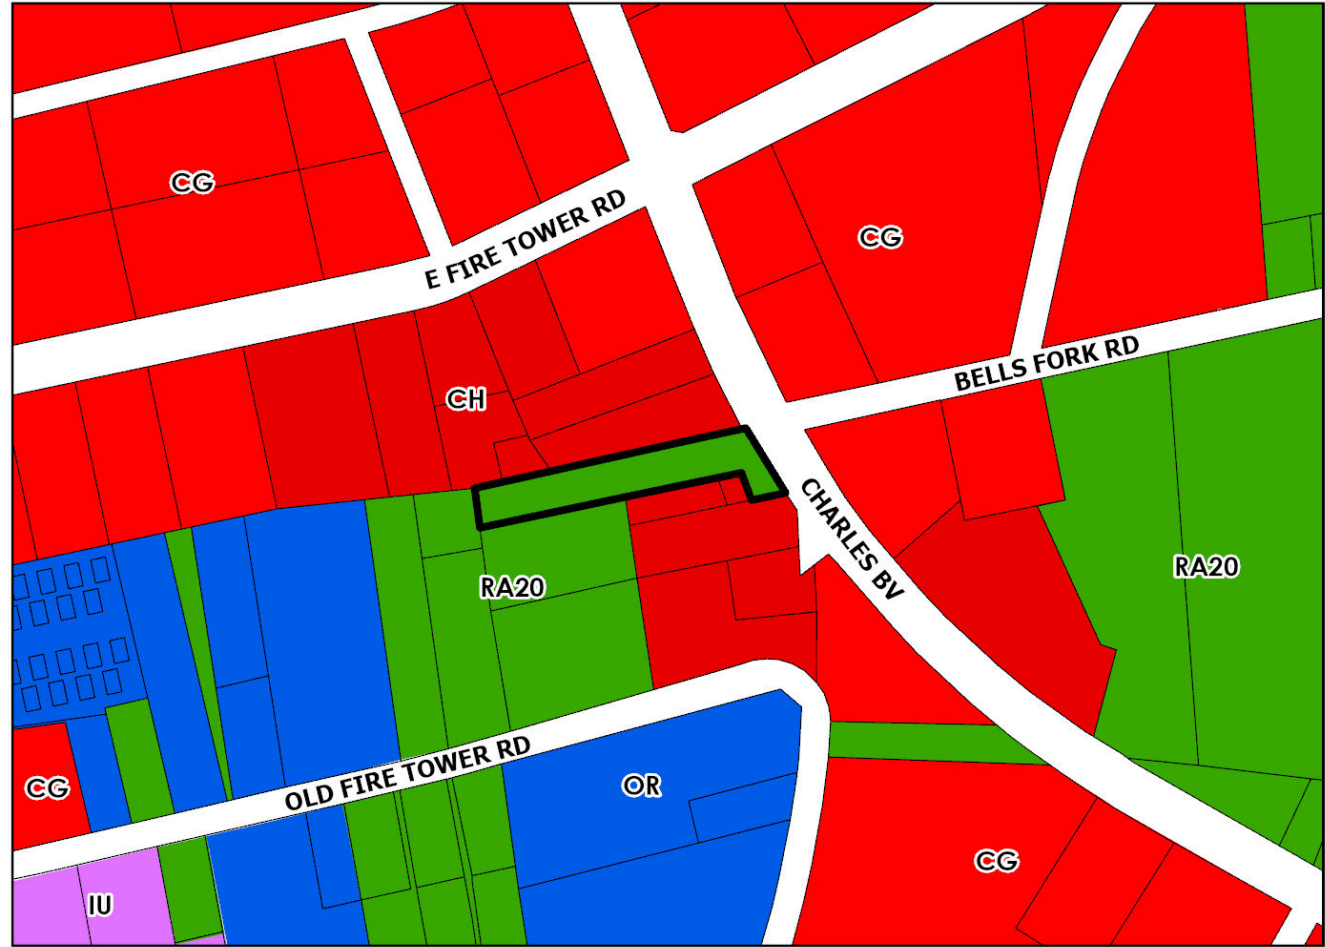 CG
E FIRE TOWER RD
CG
BELLS FORK RD
CH
CHARLES BV
RA20
RA20
OLD FIRE TOWER RD
OR
CG
CG
IU